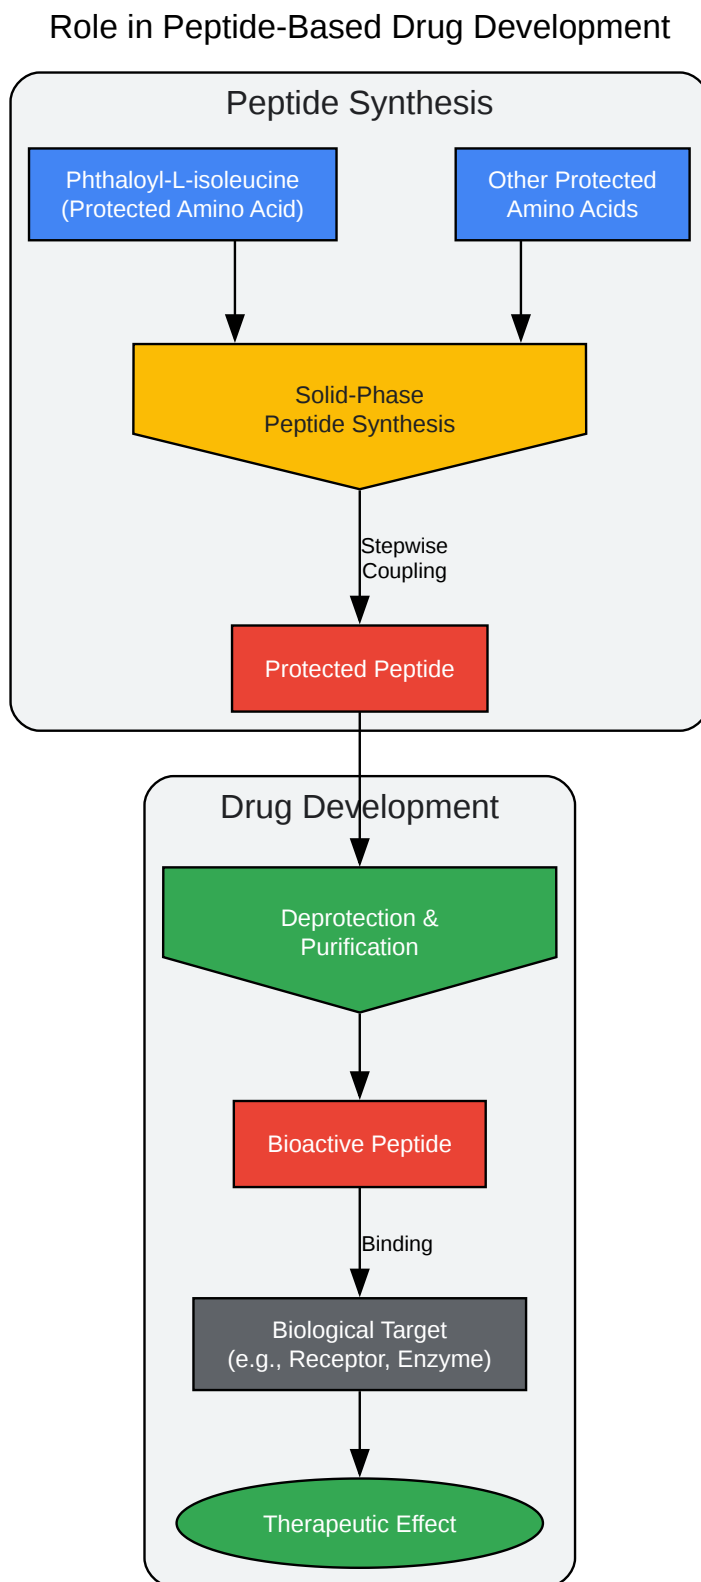 Role in Peptide-Based Drug Development
Peptide Synthesis
Phthaloyl-L-isoleucine
(Protected Amino Acid)
Other Protected
Amino Acids
Solid-Phase
Peptide Synthesis
Stepwise
Coupling
Protected Peptide
Drug Development
Deprotection &
Purification
Bioactive Peptide
Binding
Biological Target
(e.g., Receptor, Enzyme)
Therapeutic Effect